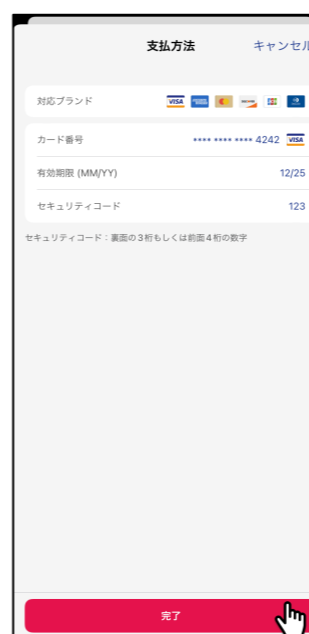 支払方法 キャンセル
対応ブランド VISA
カード番号 •••• •••• •••• 4242 VISA
有効期限 (MM/YY) 12/25
セキュリティコード 123
セキュリティコード：裏面の3桁もしくは前面4桁の数字
完了